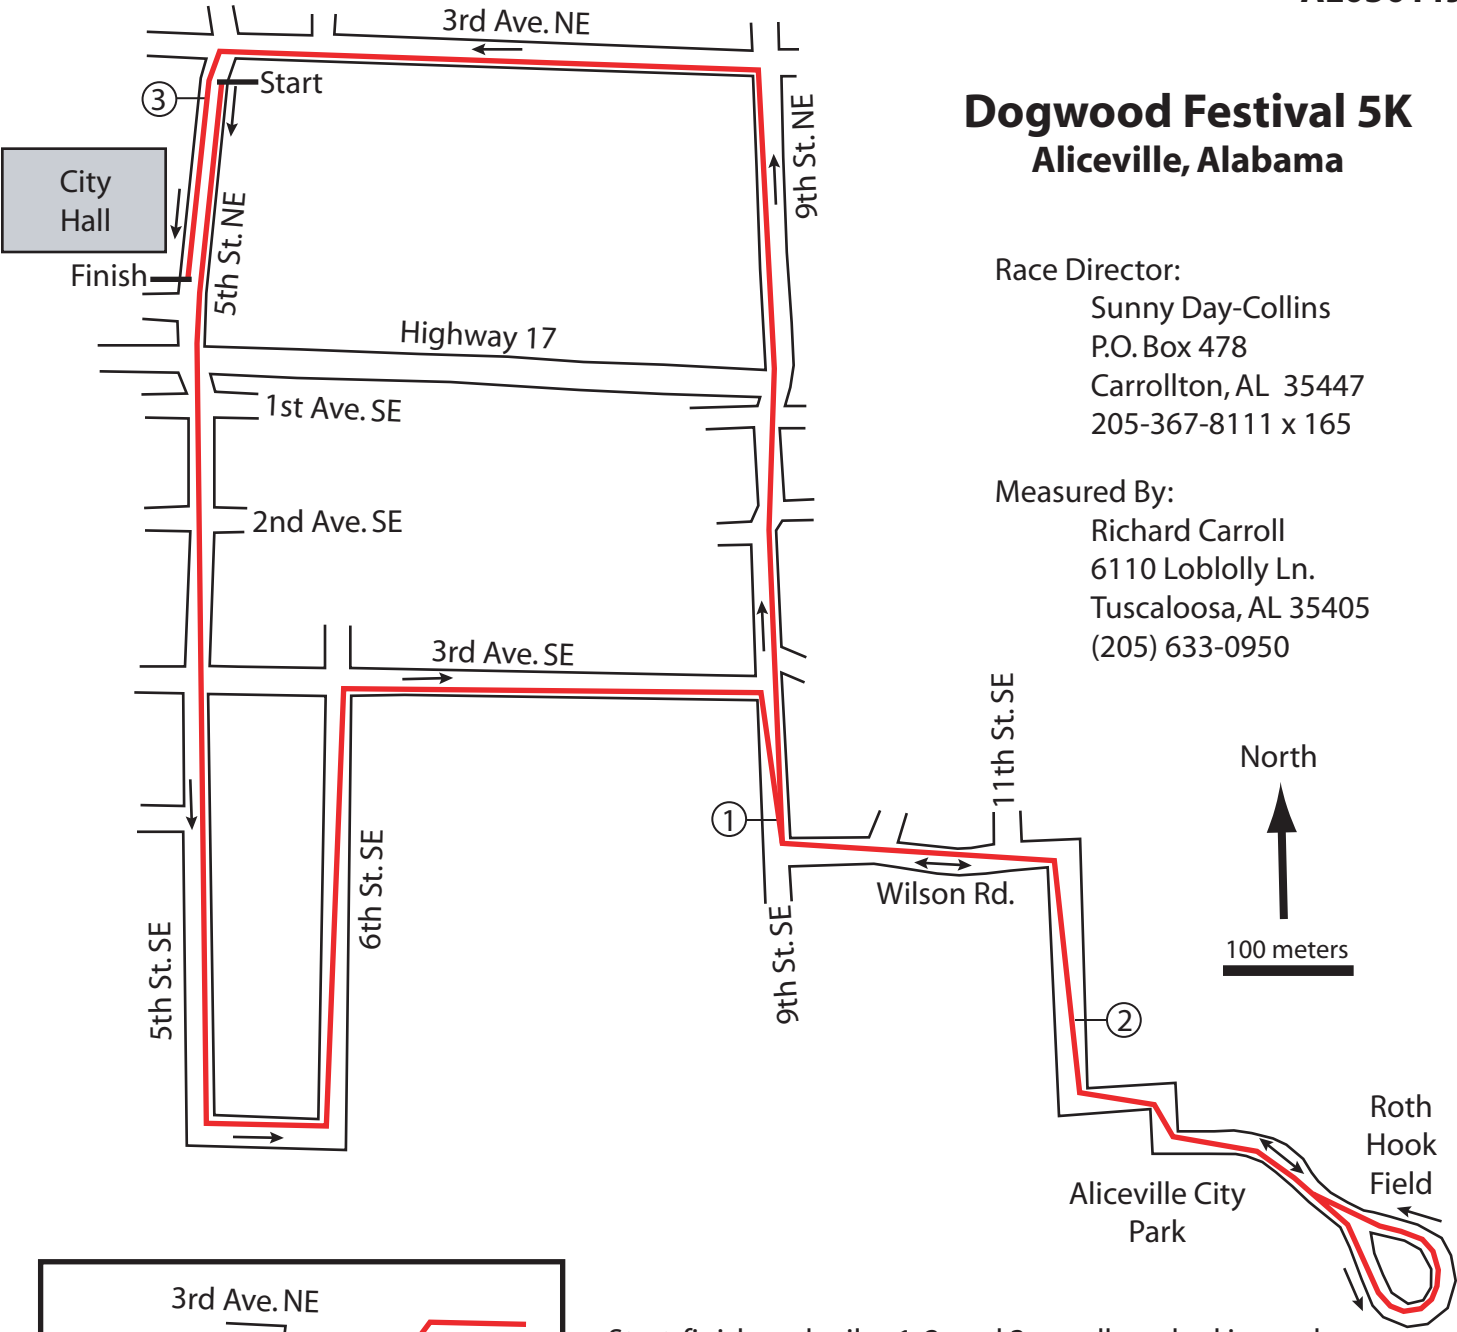 3rd Ave. NE
Start
3
City
Hall
Finish
5th St. NE
9th St. NE
Highway 17
1st Ave. SE
2nd Ave. SE
3rd Ave. SE
Dogwood Festival 5K
Aliceville, Alabama
Race Director:
Sunny Day-Collins
P.O. Box 478
Carrollton, AL 35447
205-367-8111 x 165
Measured By:
Richard Carroll
6110 Loblolly Ln.
Tuscaloosa, AL 35405
(205) 633-0950
11th St. SE
North
100 meters
1
Wilson Rd.
6th St. SE
5th St. SE
9th St. SE
2
Roth
Hook
Field
Aliceville City
Park
3rd Ave. NE